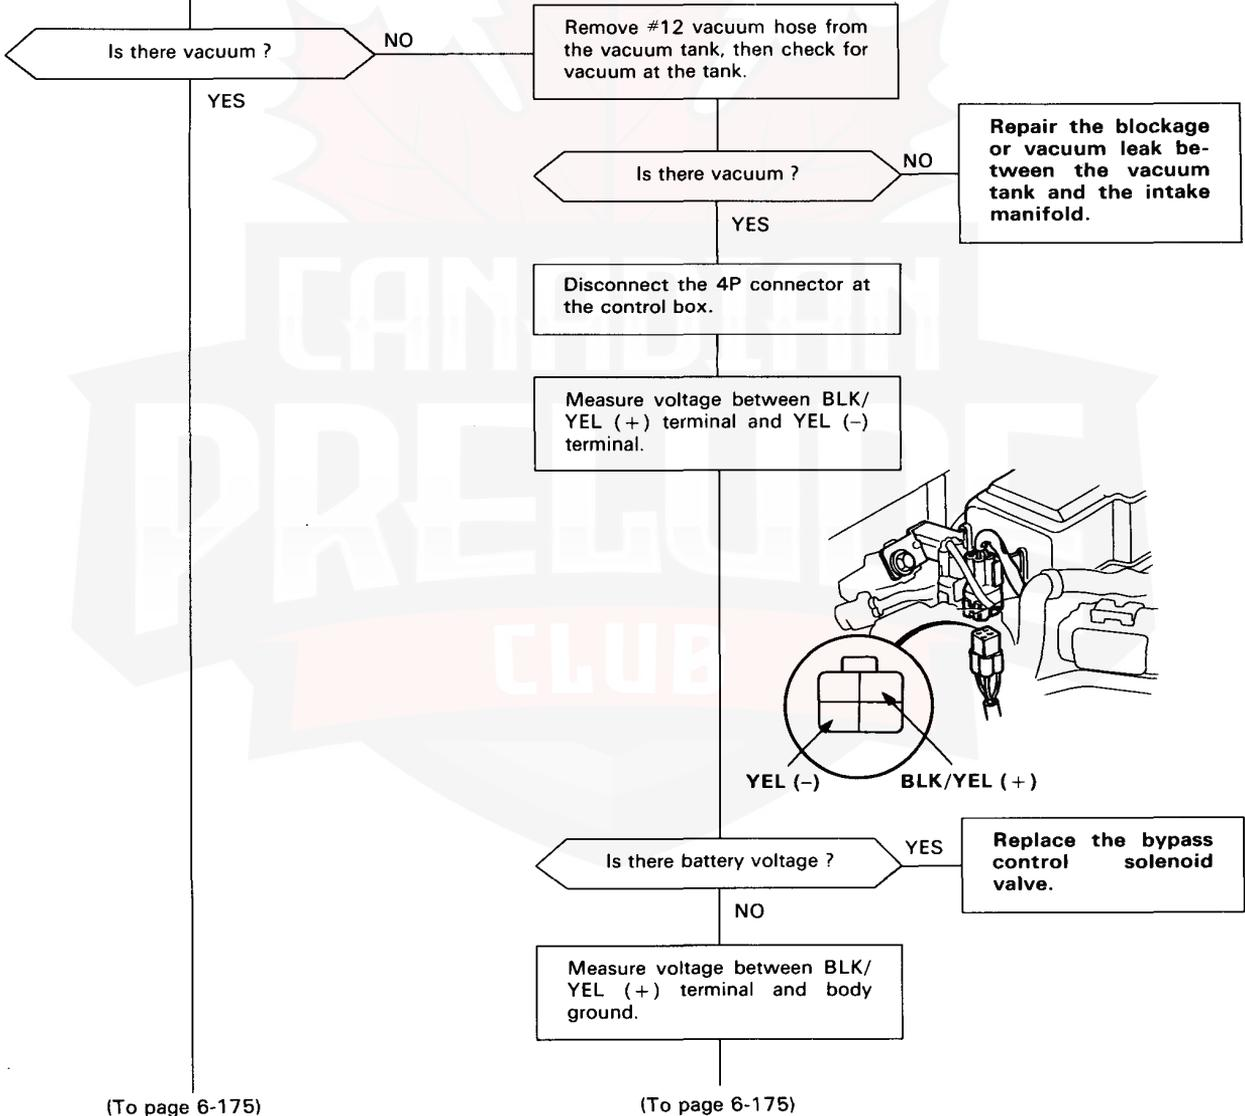 Is there vacuum ?
NO
YES
Remove #12 vacuum hose from
the vacuum tank, then check for
vacuum at the tank.
Is there vacuum ?
NO
YES
Repair the blockage
or vacuum leak be-
tween the vacuum
tank and the intake
manifold.
Disconnect the 4P connector at
the control box.
Measure voltage between BLK/
YEL (+) terminal and YEL (–)
terminal.
YEL (–)
BLK/YEL (+)
Is there battery voltage ?
YES
NO
Replace the bypass
control solenoid
valve.
Measure voltage between BLK/
YEL (+) terminal and body
ground.
(To page 6-175)
(To page 6-175)
CANADIAN
PRELUDE
CLUB